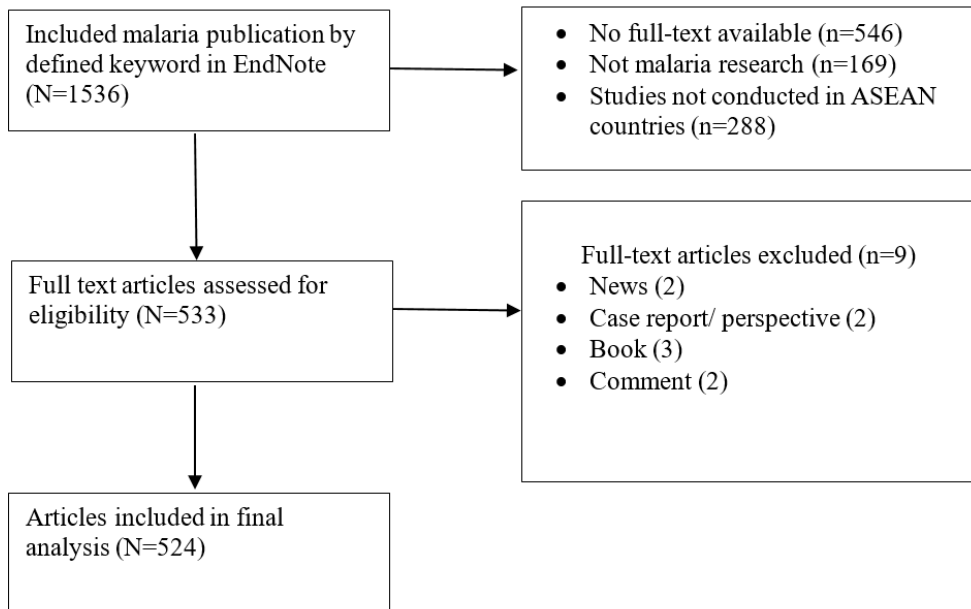 Included malaria publication by
defined keyword in EndNote
(N=1536)
• No full-text available (n=546)
• Not malaria research (n=169)
• Studies not conducted in ASEAN
countries (n=288)
Full text articles assessed for
eligibility (N=533)
Full-text articles excluded (n=9)
• News (2)
• Case report/ perspective (2)
• Book (3)
• Comment (2)
Articles included in final
analysis (N=524)